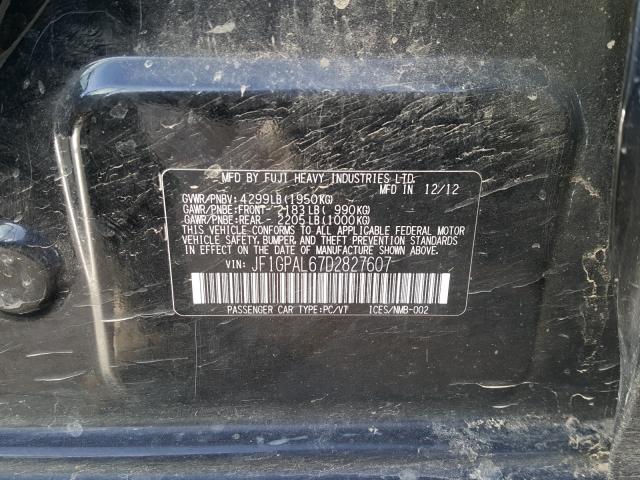 MFD BY FUJI HEAVY INDUSTRIES LTD.
MFD IN 12/12
GVWR/PNBV: 4299LB(1950KG)
GAWR/PNBE:FRONT- 2183LB( 990KG)
GAWR/PNBE:REAR- 2205LB(1000KG)
THIS VEHICLE CONFORMS TO ALL APPLICABLE FEDERAL MOTOR
VEHICLE SAFETY, BUMPER, AND THEFT PREVENTION STANDARDS
IN EFFECT ON THE DATE OF MANUFACTURE SHOWN ABOVE.
VIN: JF1GPAL67D2827607
PASSENGER CAR TYPE:PC/VT ICES/NMB-002